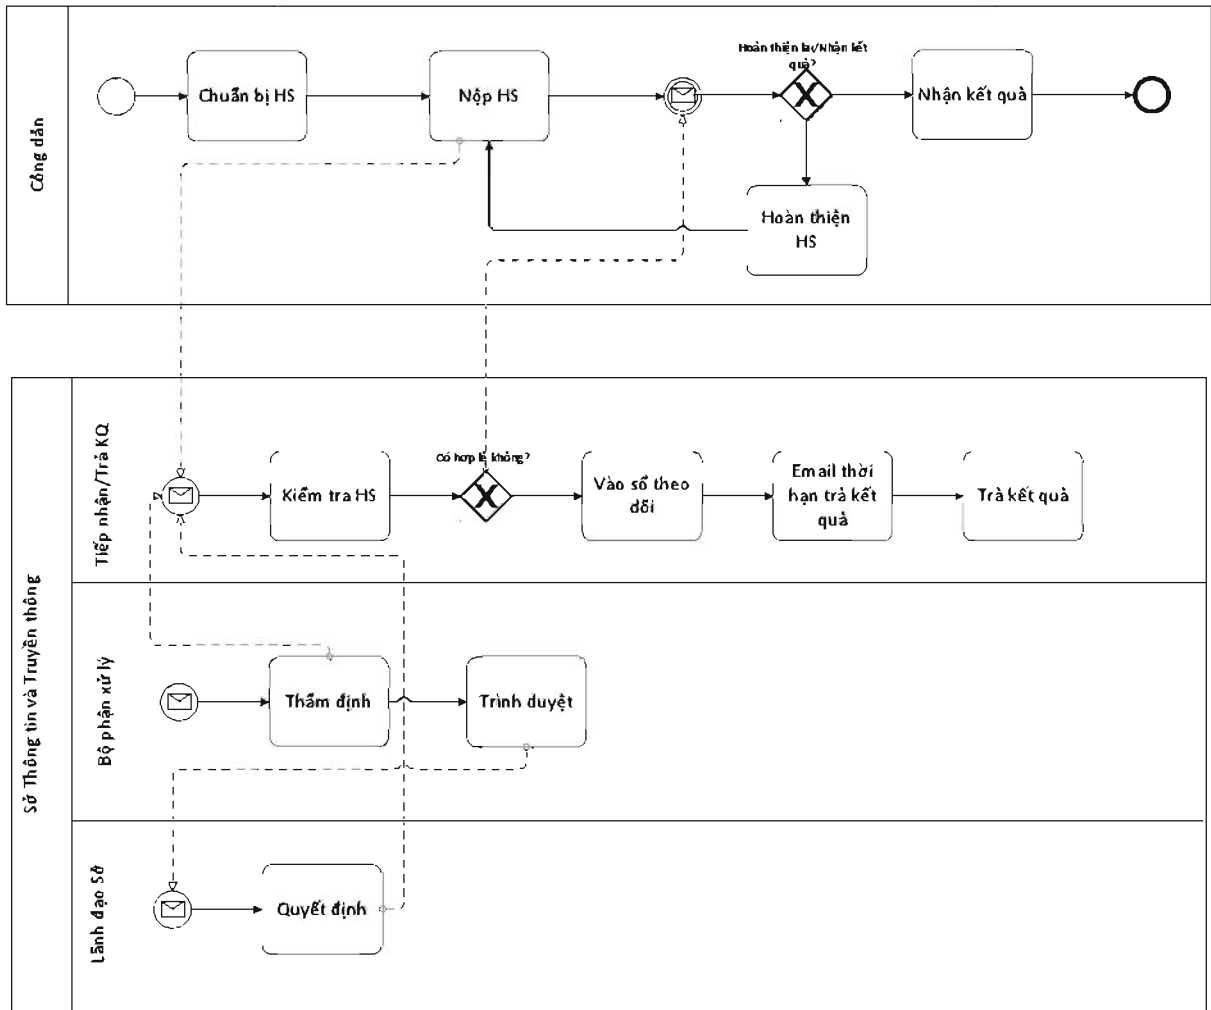 Công dân
Hoàn thiện lại/Nhận kết
quả?
Chuẩn bị HS
Nộp HS
Nhận kết quả
Hoàn thiện
HS
Sở Thông tin và Truyền thông
Tiếp nhận/Trả KQ
Có hợp lệ không?
Kiểm tra HS
Vào sổ theo
dõi
Email thời
hạn trả kết
quả
Trả kết quả
Bộ phận xử lý
Thẩm định
Trình duyệt
Lãnh đạo Sở
Quyết định